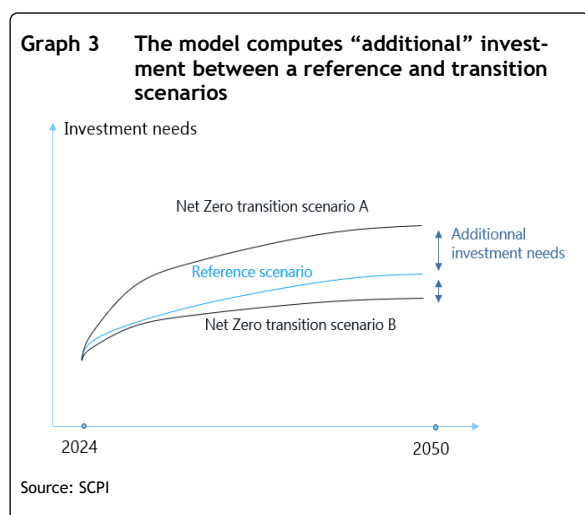 Graph 3 The model computes “additional” invest-
ment between a reference and transition
scenarios
Investment needs
Net Zero transition scenario A
Additionnal
investment needs
Reference scenario
Net Zero transition scenario B
2024
2050
Source: SCPI